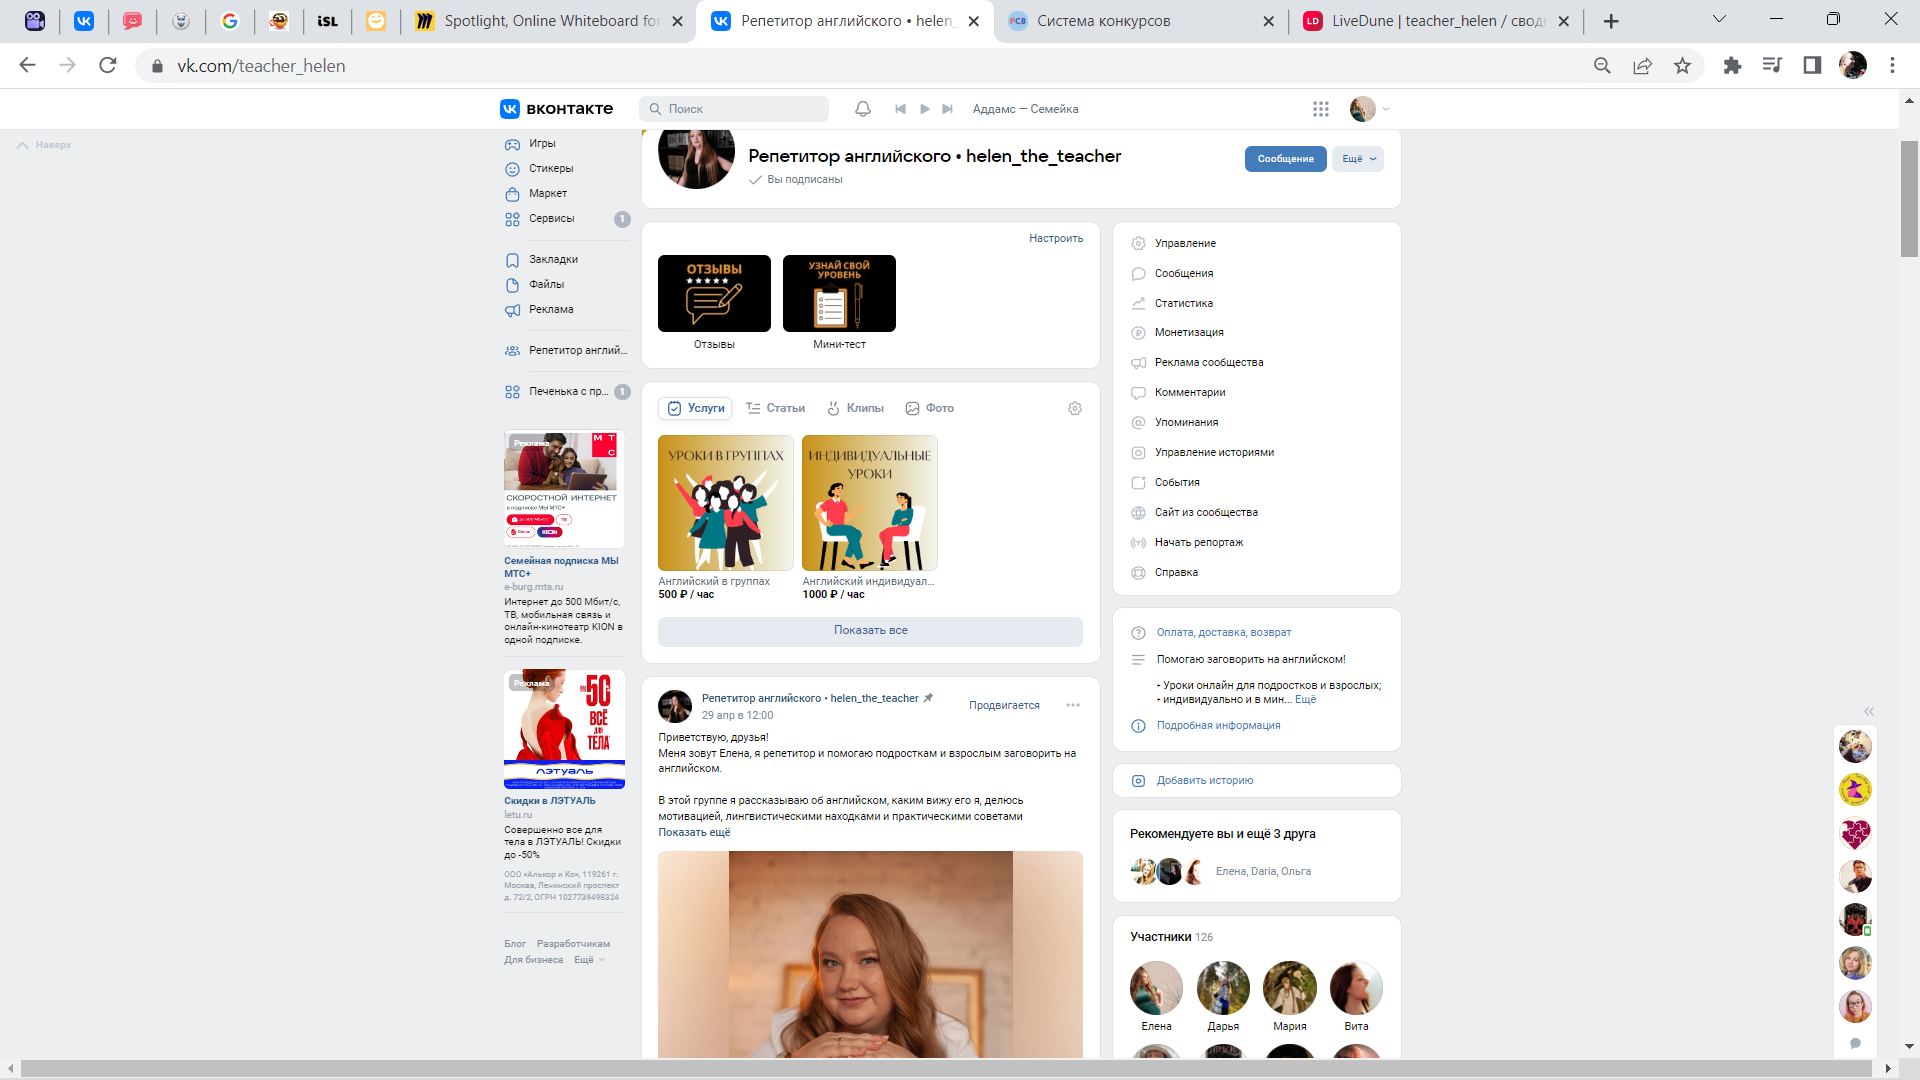 iSL
Spotlight, Online Whiteboard for
Репетитор английского • helen_
РСВ
Система конкурсов
LD
LiveDune | teacher_helen / свод
vk.com/teacher_helen
вконтакте
Поиск
Аддамс — Семейка
Наверх
Игры
Стикеры
Маркет
Сервисы
1
Закладки
Файлы
Реклама
Репетитор англий...
Печенька с пр...
1
Реклама
МТС
СКОРОСТНОЙ ИНТЕРНЕТ
в подписке МЫ МТС+
Семейная подписка МЫ
МТС+
e-burg.mts.ru
Интернет до 500 Мбит/с,
ТВ, мобильная связь и
онлайн-кинотеатр KION в
одной подписке.
Реклама
50
ВСЁ
ДЛЯ
ТЕЛА
ЛЭТУАЛЬ
Скидки в ЛЭТУАЛЬ
letu.ru
Совершенно все для
тела в ЛЭТУАЛЬ! Скидки
до -50%
ООО «Алькор и Ко», 119261 г.
Москва, Ленинский проспект
д. 72/2, ОГРН 1027739498324
Блог Разработчикам
Для бизнеса Ещё
Репетитор английского • helen_the_teacher
Вы подписаны
Сообщение
Ещё
Настроить
ОТЗЫВЫ
УЗНАЙ СВОЙ
УРОВЕНЬ
Отзывы
Мини-тест
Услуги
Статьи
Клипы
Фото
УРОКИ В ГРУППАХ
ИНДИВИДУАЛЬНЫЕ
УРОКИ
Английский в группах
500 ₽ / час
Английский индивидуал...
1000 ₽ / час
Показать все
Репетитор английского • helen_the_teacher
29 апр в 12:00
Продвигается
Приветствую, друзья!
Меня зовут Елена, я репетитор и помогаю подросткам и взрослым заговорить на
английском.
В этой группе я рассказываю об английском, каким вижу его я, делюсь
мотивацией, лингвистическими находками и практическими советами
Показать ещё
Управление
Сообщения
Статистика
Монетизация
Реклама сообщества
Комментарии
Упоминания
Управление историями
События
Сайт из сообщества
Начать репортаж
Справка
Оплата, доставка, возврат
Помогаю заговорить на английском!
‣ Уроки онлайн для подростков и взрослых;
‣ индивидуально и в мин... Ещё
Подробная информация
Добавить историю
Рекомендуете вы и ещё 3 друга
Елена, Daria, Ольга
Участники 126
Елена
Дарья
Мария
Вита